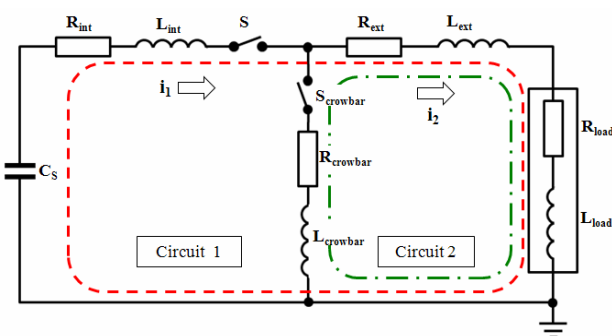 Rint
Lint
S
Rext
Lext
i1
Scrowbar
i2
Rload
Rcrowbar
CS
Lload
Lcrowbar
Circuit 1
Circuit 2